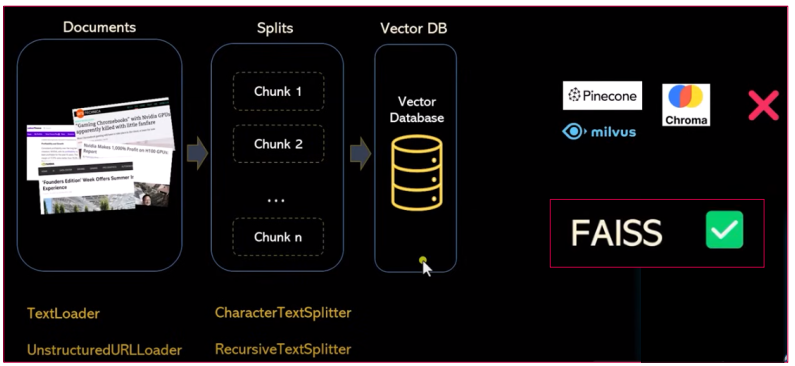 Documents
Splits
Vector DB
"Gaming Chromebooks" with Nvidia GPUs
apparently killed with little fanfare
Nvidia Makes 1,000% Profit on H100 GPUs:
Report
'Founders Edition' Week Offers Summer In
Experience
Chunk 1
Chunk 2
...
Chunk n
Vector
Database
Pinecone
Chroma
milvus
FAISS
TextLoader
UnstructuredURLLoader
CharacterTextSplitter
RecursiveTextSplitter